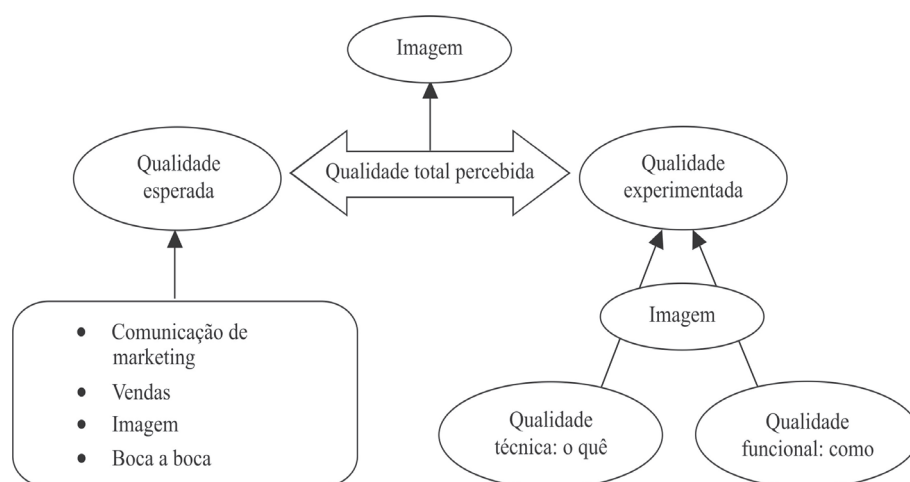 Imagem
Qualidade
esperada
Qualidade total percebida
Qualidade
experimentada
• Comunicação de
marketing
• Vendas
• Imagem
• Boca a boca
Imagem
Qualidade
técnica: o quê
Qualidade
funcional: como